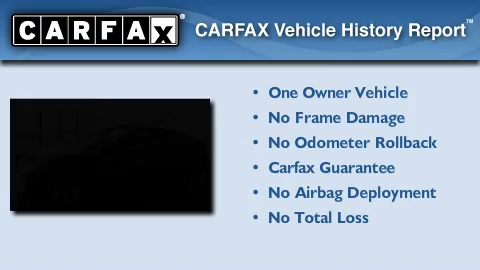 CARFAX® CARFAX Vehicle History Report™
• One Owner Vehicle
• No Frame Damage
• No Odometer Rollback
• Carfax Guarantee
• No Airbag Deployment
• No Total Loss